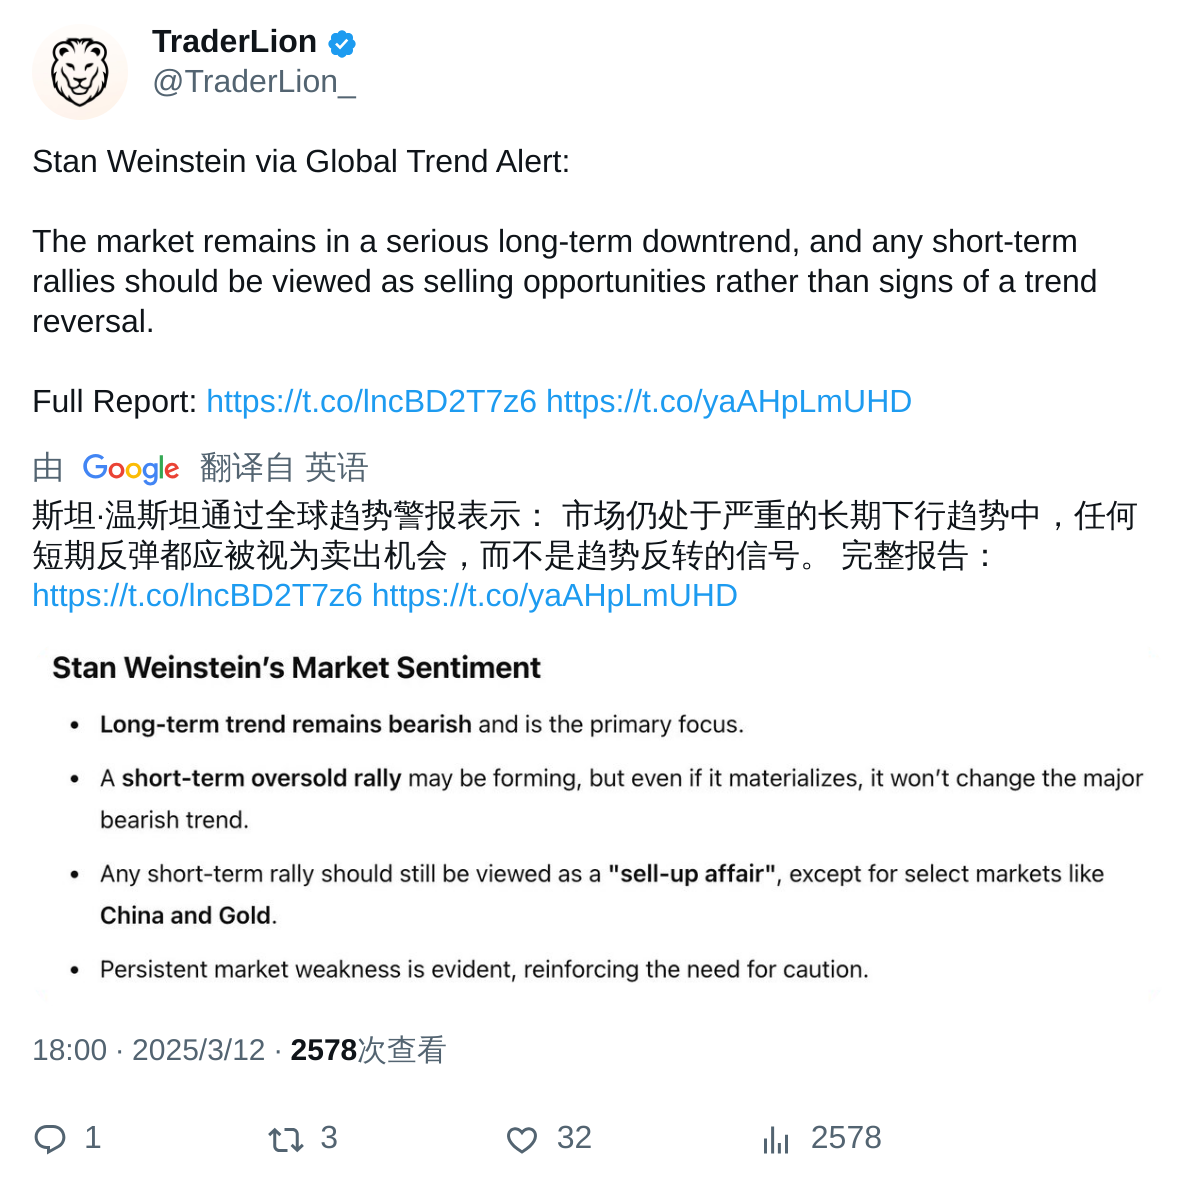 TraderLion
@TraderLion_
Stan Weinstein via Global Trend Alert:
The market remains in a serious long-term downtrend, and any short-term
rallies should be viewed as selling opportunities rather than signs of a trend
reversal.
Full Report: https://t.co/lncBD2T7z6 https://t.co/yaAHpLmUHD
由 Google 翻译自 英语
斯坦·温斯坦通过全球趋势警报表示： 市场仍处于严重的长期下行趋势中，任何
短期反弹都应被视为卖出机会，而不是趋势反转的信号。 完整报告：
https://t.co/lncBD2T7z6 https://t.co/yaAHpLmUHD
Stan Weinstein’s Market Sentiment
• Long-term trend remains bearish and is the primary focus.
• A short-term oversold rally may be forming, but even if it materializes, it won’t change the major
bearish trend.
• Any short-term rally should still be viewed as a "sell-up affair", except for select markets like
China and Gold.
• Persistent market weakness is evident, reinforcing the need for caution.
18:00 · 2025/3/12 · 2578次查看
1 3 32 2578